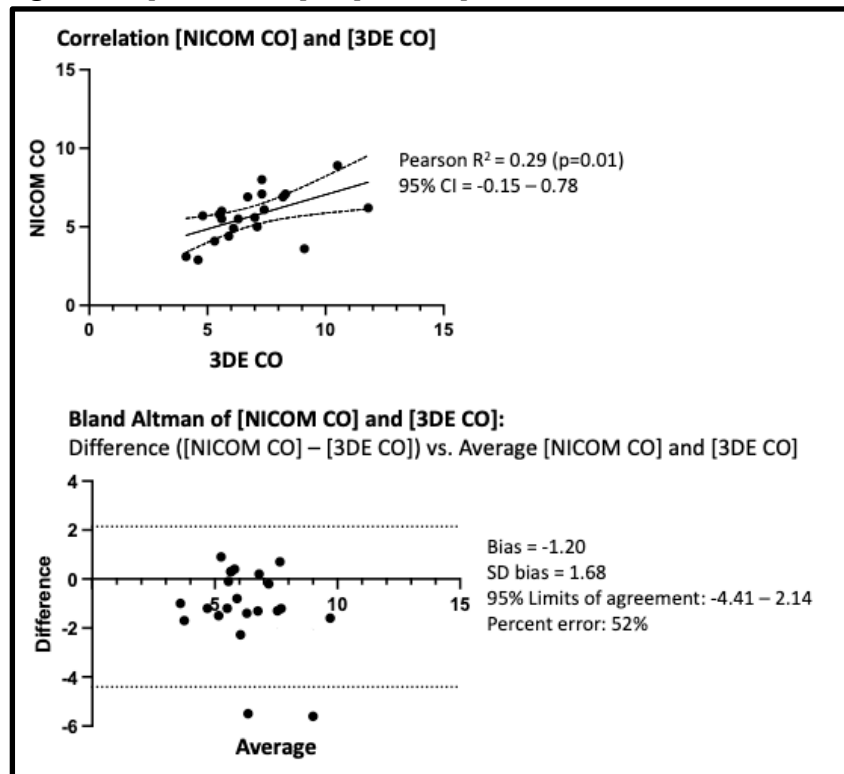 Correlation [NICOM CO] and [3DE CO]
15
10
5
0
NICOM CO
0
5
10
15
3DE CO
Pearson R² = 0.29 (p=0.01)
95% CI = -0.15 – 0.78
Bland Altman of [NICOM CO] and [3DE CO]:
Difference ([NICOM CO] – [3DE CO]) vs. Average [NICOM CO] and [3DE CO]
4
2
0
-2
-4
-6
Difference
5
10
15
Average
Bias = -1.20
SD bias = 1.68
95% Limits of agreement: -4.41 – 2.14
Percent error: 52%